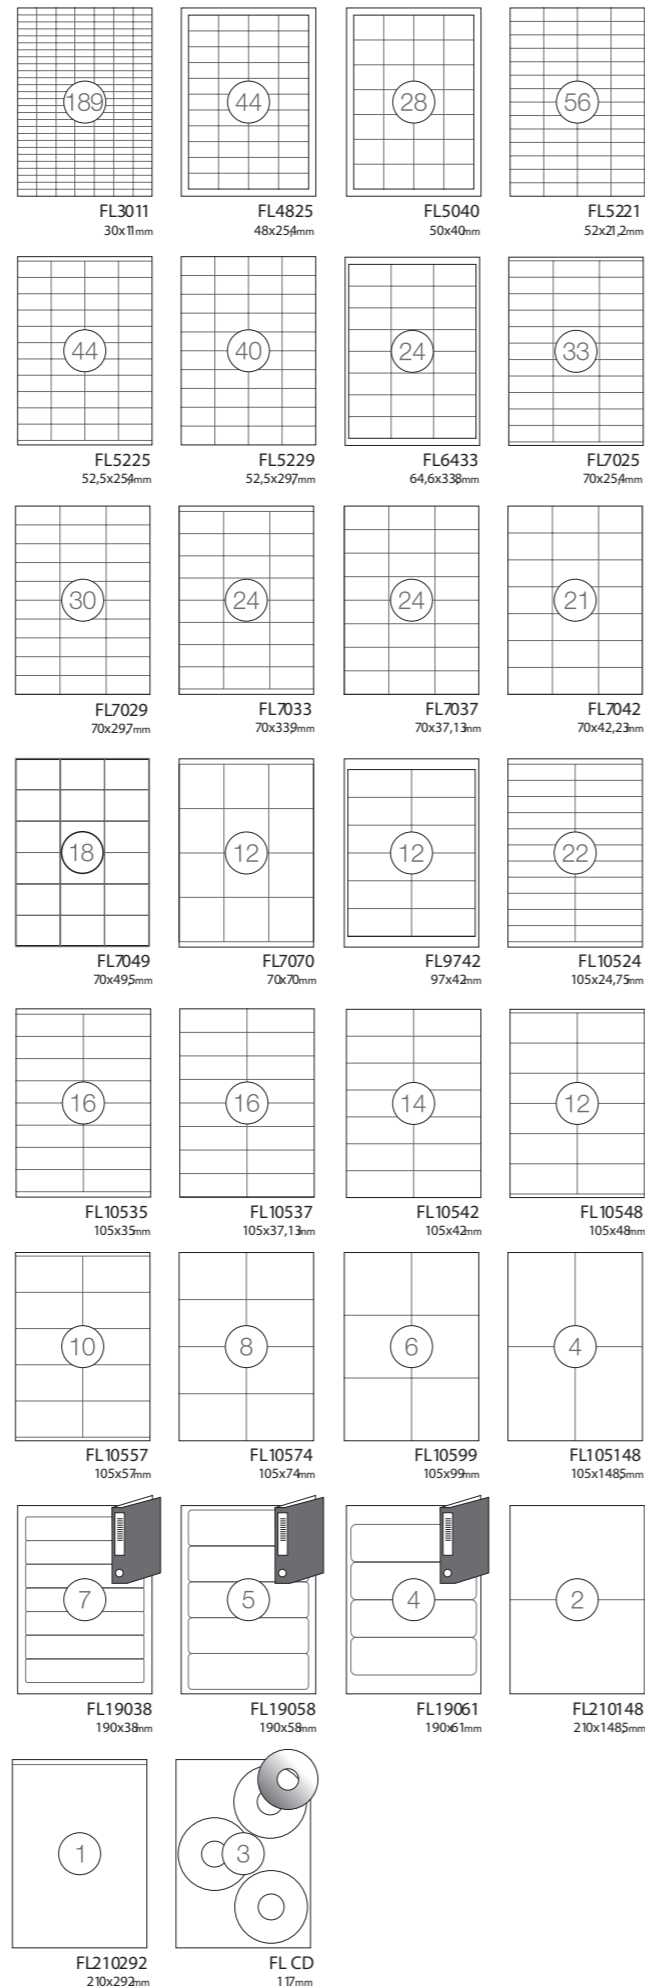 189
44
28
56
FL3011
FL4825
FL5040
FL5221
30x11mm
48x25,4mm
50x40mm
52x21,2mm
44
40
24
33
FL5225
FL5229
FL6433
FL7025
52,5x25,4mm
52,5x29,7mm
64,6x33,8mm
70x25,4mm
30
24
24
21
FL7029
FL7033
FL7037
FL7042
70x29,7mm
70x33,9mm
70x37,13mm
70x42,23mm
18
12
12
22
FL7049
FL7070
FL9742
FL10524
70x49,5mm
70x70mm
97x42mm
105x24,75mm
16
16
14
12
FL10535
FL10537
FL10542
FL10548
105x35mm
105x37,13mm
105x42mm
105x48mm
10
8
6
4
FL10557
FL10574
FL10599
FL105148
105x57mm
105x74mm
105x99mm
105x148,5mm
7
5
4
2
FL19038
FL19058
FL19061
FL210148
190x38mm
190x58mm
190x61mm
210x148,5mm
1
3
FL210292
FL CD
210x292mm
117mm